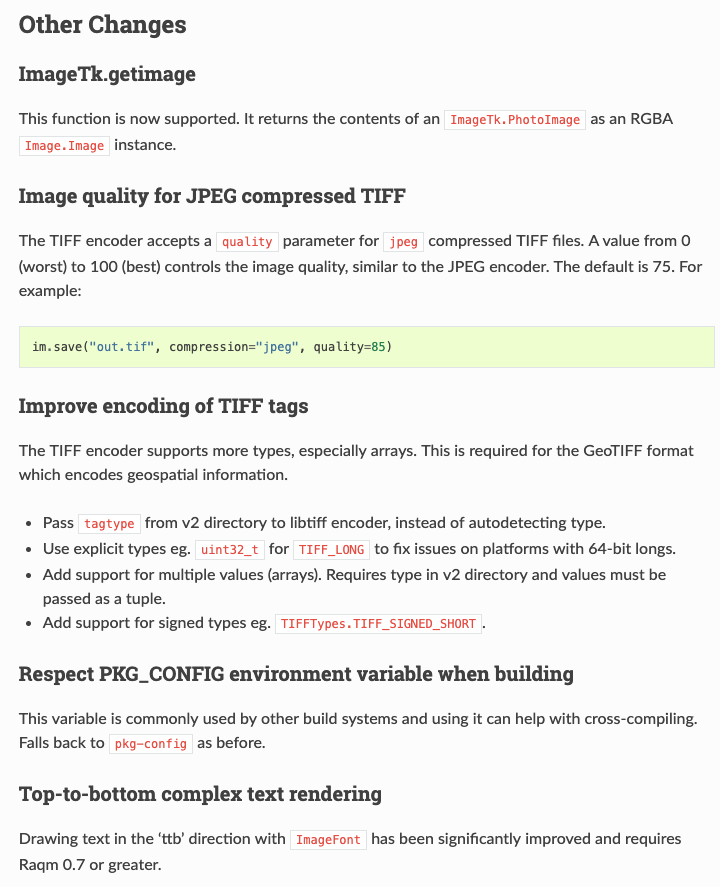 Other Changes
ImageTk.getimage
This function is now supported. It returns the contents of an ImageTk.PhotoImage as an RGBA
Image.Image instance.
Image quality for JPEG compressed TIFF
The TIFF encoder accepts a quality parameter for jpeg compressed TIFF files. A value from 0
(worst) to 100 (best) controls the image quality, similar to the JPEG encoder. The default is 75. For
example:
im.save("out.tif", compression="jpeg", quality=85)
Improve encoding of TIFF tags
The TIFF encoder supports more types, especially arrays. This is required for the GeoTIFF format
which encodes geospatial information.
• Pass tagtype from v2 directory to libtiff encoder, instead of autodetecting type.
• Use explicit types eg. uint32_t for TIFF_LONG to fix issues on platforms with 64-bit longs.
• Add support for multiple values (arrays). Requires type in v2 directory and values must be
passed as a tuple.
• Add support for signed types eg. TIFFTypes.TIFF_SIGNED_SHORT.
Respect PKG_CONFIG environment variable when building
This variable is commonly used by other build systems and using it can help with cross-compiling.
Falls back to pkg-config as before.
Top-to-bottom complex text rendering
Drawing text in the ‘ttb’ direction with ImageFont has been significantly improved and requires
Raqm 0.7 or greater.